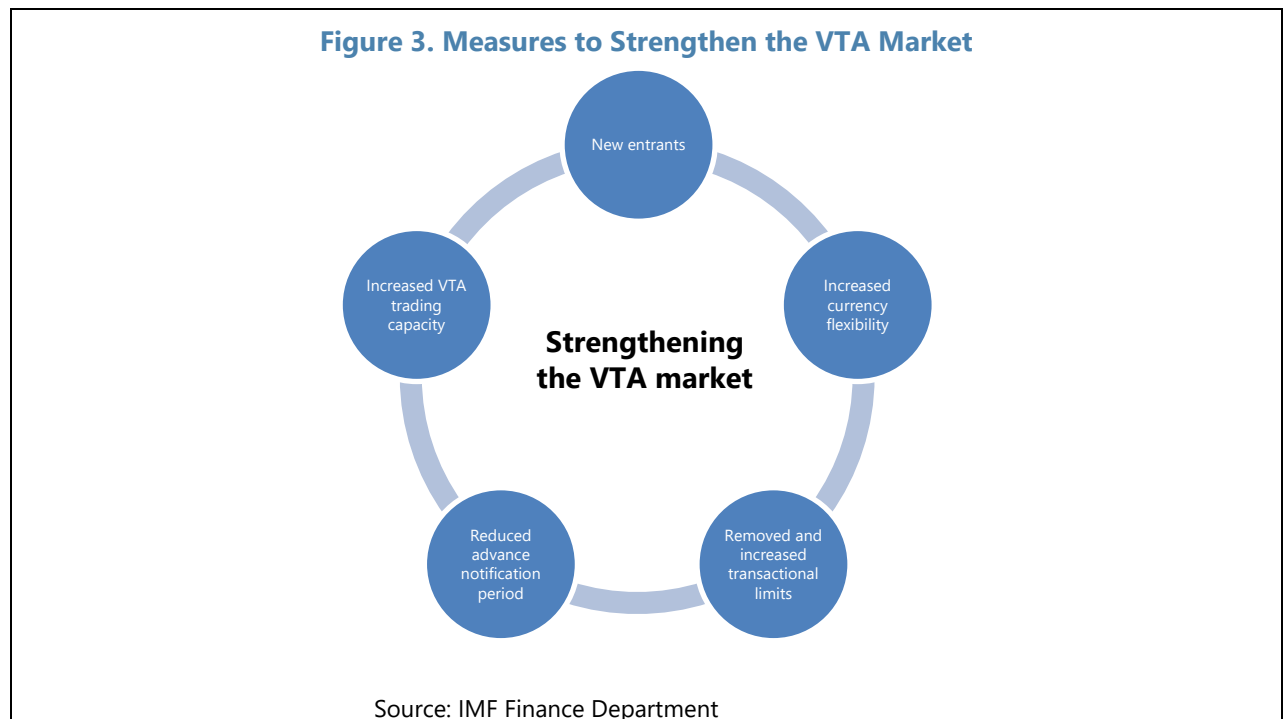 Figure 3. Measures to Strengthen the VTA Market
New entrants
Increased
currency
flexibility
Removed and
increased
transactional
limits
Reduced
advance
notification
period
Increased VTA
trading
capacity
Strengthening
the VTA market
Source: IMF Finance Department